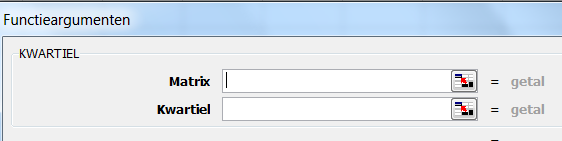 Functieargumenten
KWARTIEL
Matrix = getal
Kwartiel = getal
=